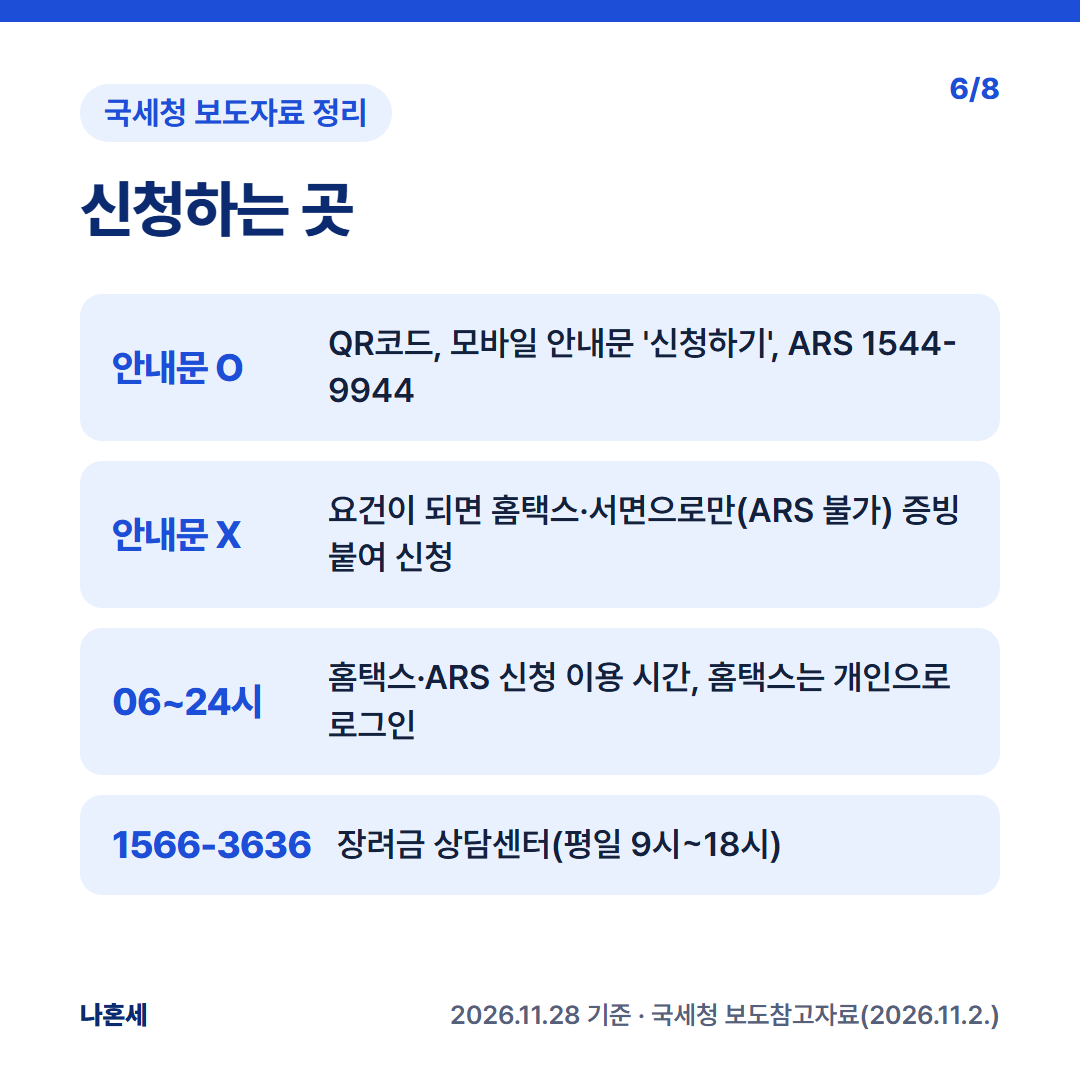 국세청 보도자료 정리
6/8
신청하는 곳
안내문 O
QR코드, 모바일 안내문 '신청하기', ARS 1544-
9944
안내문 X
요건이 되면 홈택스·서면으로만(ARS 불가) 증빙
붙여 신청
06~24시
홈택스·ARS 신청 이용 시간, 홈택스는 개인으로
로그인
1566-3636
장려금 상담센터(평일 9시~18시)
나혼세
2026.11.28 기준 · 국세청 보도참고자료(2026.11.2.)